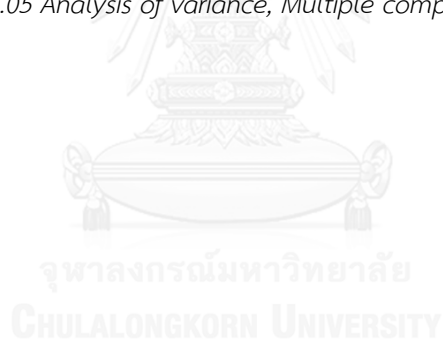 .05 Analysis of variance, Multiple comp
จุฬาลงกรณ์มหาวิทยาลัย
CHULALONGKORN UNIVERSITY